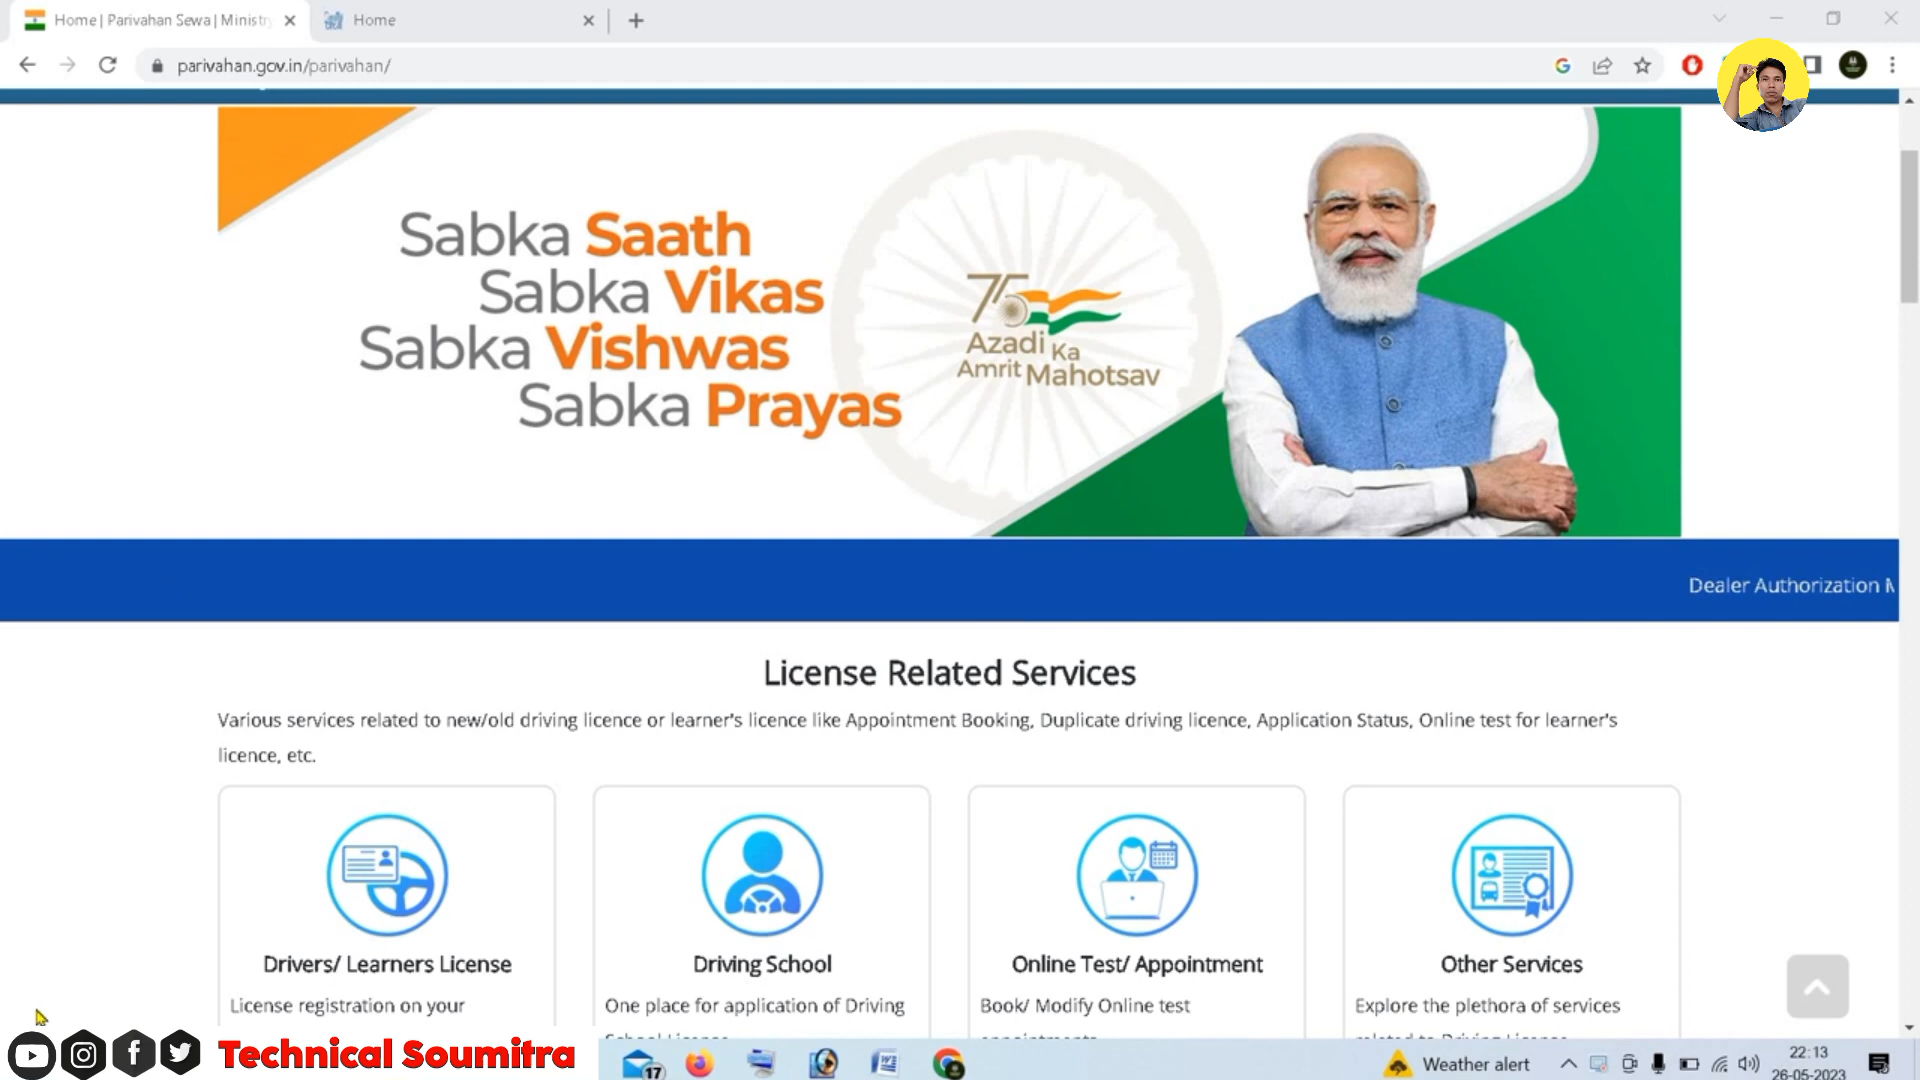 Home | Parivahan Sewa | Ministr
Home
parivahan.gov.in/parivahan/
Sabka Saath
Sabka Vikas
Sabka Vishwas
Sabka Prayas
75
Azadi Ka
Amrit Mahotsav
Dealer Authorization M
License Related Services
Various services related to new/old driving licence or learner's licence like Appointment Booking, Duplicate driving licence, Application Status, Online test for learner's
licence, etc.
Drivers/ Learners License
Driving School
Online Test/ Appointment
Other Services
License registration on your
One place for application of Driving
Book/ Modify Online test
Explore the plethora of services
Technical Soumitra
17
Weather alert
22:13
26-05-2023